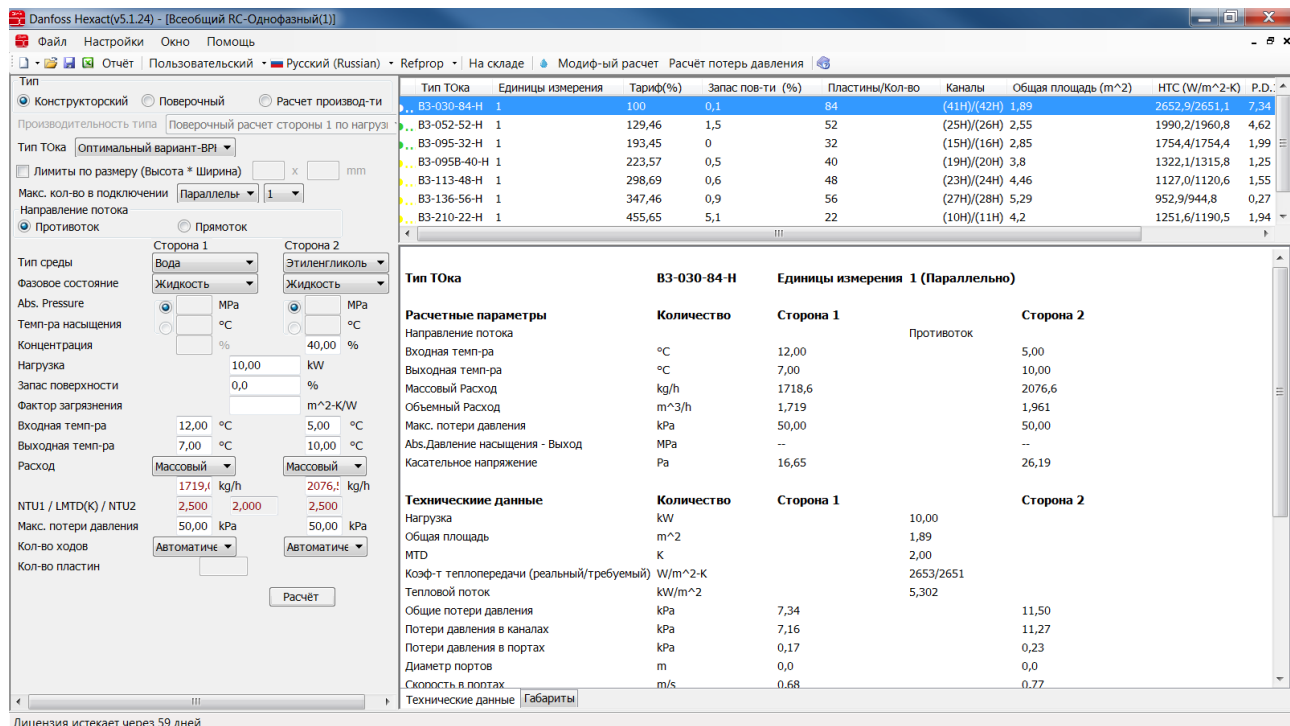 Danfoss Hexact(v5.1.24) - [Всеобщий RC-Однофазный(1)]
Файл Настройки Окно Помощь
Отчёт Пользовательский Русский (Russian) Refprop На складе Модиф-ый расчет Расчёт потерь давления
Тип
Конструкторский Поверочный Расчет производ-ти
Производительность типа Поверочный расчет стороны 1 по нагрузк
Тип ТОка Оптимальный вариант-BPI
Лимиты по размеру (Высота * Ширина) x mm
Макс. кол-во в подключении Параллельн 1
Направление потока
Противоток Прямоток
Сторона 1 Сторона 2
Тип среды Вода Этиленгликоль
Фазовое состояние Жидкость Жидкость
Abs. Pressure MPa MPa
Темп-ра насыщения °C °C
Концентрация % 40,00 %
Нагрузка 10,00 kW
Запас поверхности 0,0 %
Фактор загрязнения m^2-K/W
Входная темп-ра 12,00 °C 5,00 °C
Выходная темп-ра 7,00 °C 10,00 °C
Расход Массовый Массовый
1719,( kg/h 2076,! kg/h
NTU1 / LMTD(K) / NTU2 2,500 2,000 2,500
Макс. потери давления 50,00 kPa 50,00 kPa
Кол-во ходов Автоматиче Автоматиче
Кол-во пластин
Расчёт
Тип ТОка Единицы измерения Тариф(%) Запас пов-ти (%) Пластины/Кол-во Каналы Общая площадь (m^2) HTC (W/m^2-K) P.D.:
B3-030-84-H 1 100 0,1 84 (41H)/(42H) 1,89 2652,9/2651,1 7,34
B3-052-52-H 1 129,46 1,5 52 (25H)/(26H) 2,55 1990,2/1960,8 4,62
B3-095-32-H 1 193,45 0 32 (15H)/(16H) 2,85 1754,4/1754,4 1,99
B3-095B-40-H 1 223,57 0,5 40 (19H)/(20H) 3,8 1322,1/1315,8 1,25
B3-113-48-H 1 298,69 0,6 48 (23H)/(24H) 4,46 1127,0/1120,6 1,55
B3-136-56-H 1 347,46 0,9 56 (27H)/(28H) 5,29 952,9/944,8 0,27
B3-210-22-H 1 455,65 5,1 22 (10H)/(11H) 4,2 1251,6/1190,5 1,94
Тип ТОка B3-030-84-H Единицы измерения 1 (Параллельно)
Расчетные параметры Количество Сторона 1 Сторона 2
Направление потока Противоток
Входная темп-ра °C 12,00 5,00
Выходная темп-ра °C 7,00 10,00
Массовый Расход kg/h 1718,6 2076,6
Объемный Расход m^3/h 1,719 1,961
Макс. потери давления kPa 50,00 50,00
Abs.Давление насыщения - Выход MPa -- --
Касательное напряжение Pa 16,65 26,19
Техническиие данные Количество Сторона 1 Сторона 2
Нагрузка kW 10,00
Общая площадь m^2 1,89
MTD K 2,00
Коэф-т теплопередачи (реальный/требуемый) W/m^2-K 2653/2651
Тепловой поток kW/m^2 5,302
Общие потери давления kPa 7,34 11,50
Потери давления в каналах kPa 7,16 11,27
Потери давления в портах kPa 0,17 0,23
Диаметр портов m 0,0 0,0
Скорость в портах m/s 0,68 0,77
Технические данные Габариты
Лицензия истекает через 59 дней